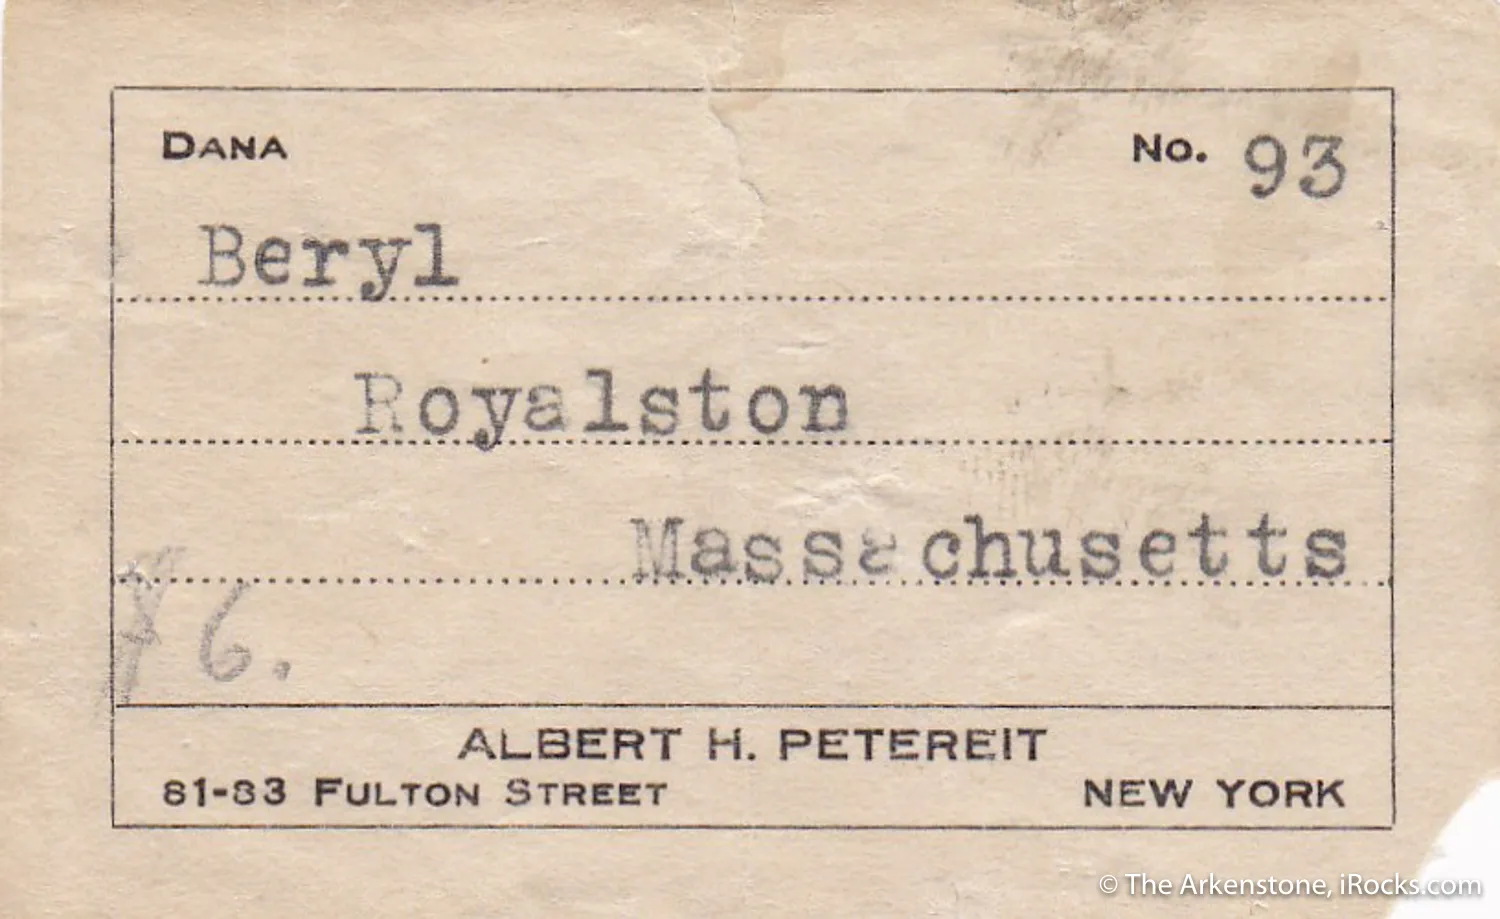 DANA No. 93
Beryl
Royalston
Massachusetts
6.
ALBERT H. PETEREIT
81-83 FULTON STREET NEW YORK
© The Arkenstone, iRocks.com